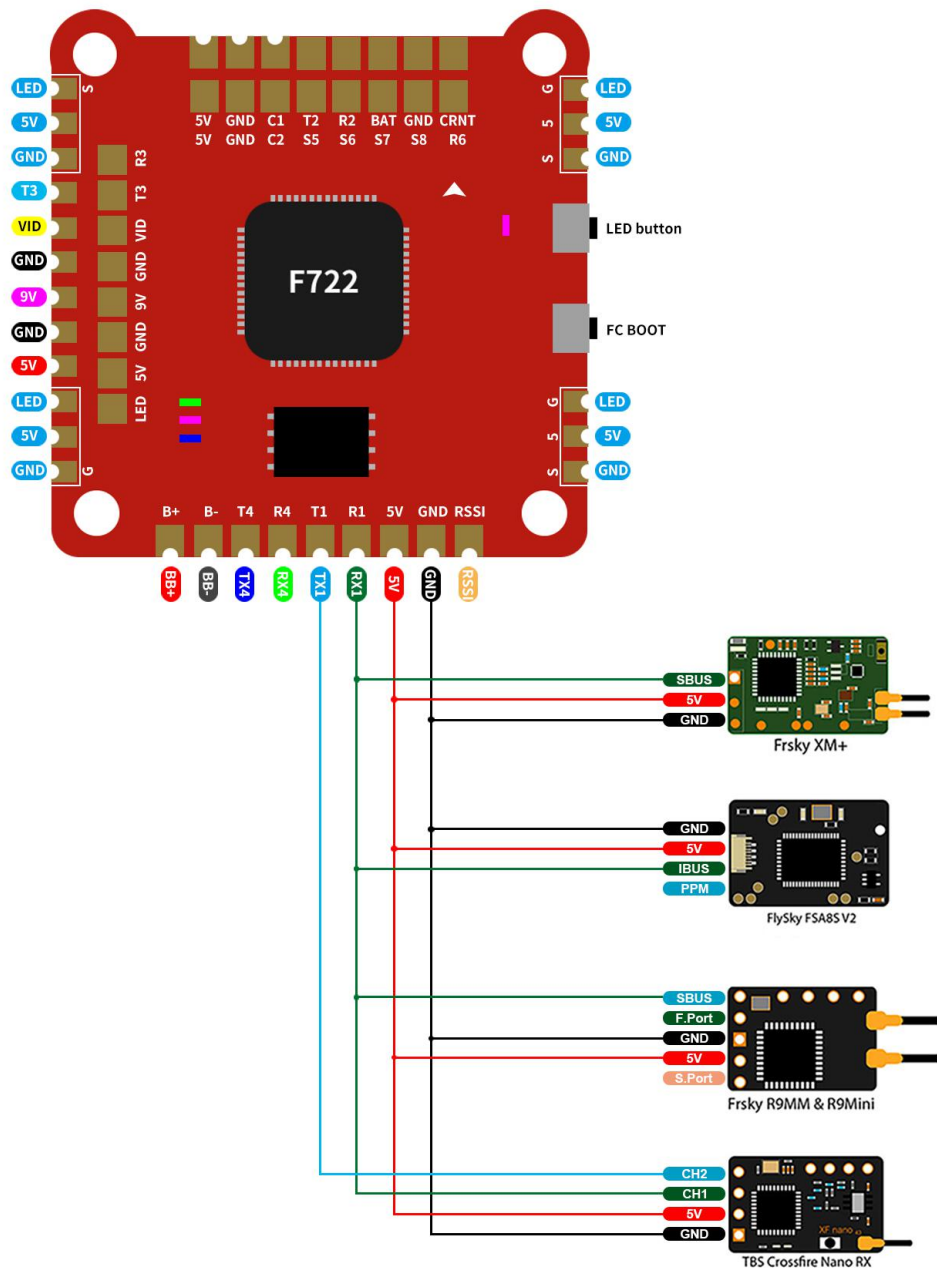 5V GND C1 T2 R2 BAT GND CRNT
5V GND C2 S5 S6 S7 S8 R6
LED S
5V
GND
R3
T3 T3
VID VID
GND GND
9V 9V
GND GND
5V 5V
LED LED
5V
GND G
G LED
5 5V
S GND
LED button
FC BOOT
G LED
5 5V
S GND
F722
B+ B- T4 R4 T1 R1 5V GND RSSI
BB+ BB- TX4 RX4 TX1 RX1 5V GND RSSI
SBUS
5V
GND
Frsky XM+
GND
5V
IBUS
PPM
FlySky FSA8S V2
SBUS
F.Port
GND
5V
S.Port
Frsky R9MM & R9Mini
CH2
CH1
5V
GND
XF nano
TBS Crossfire Nano RX